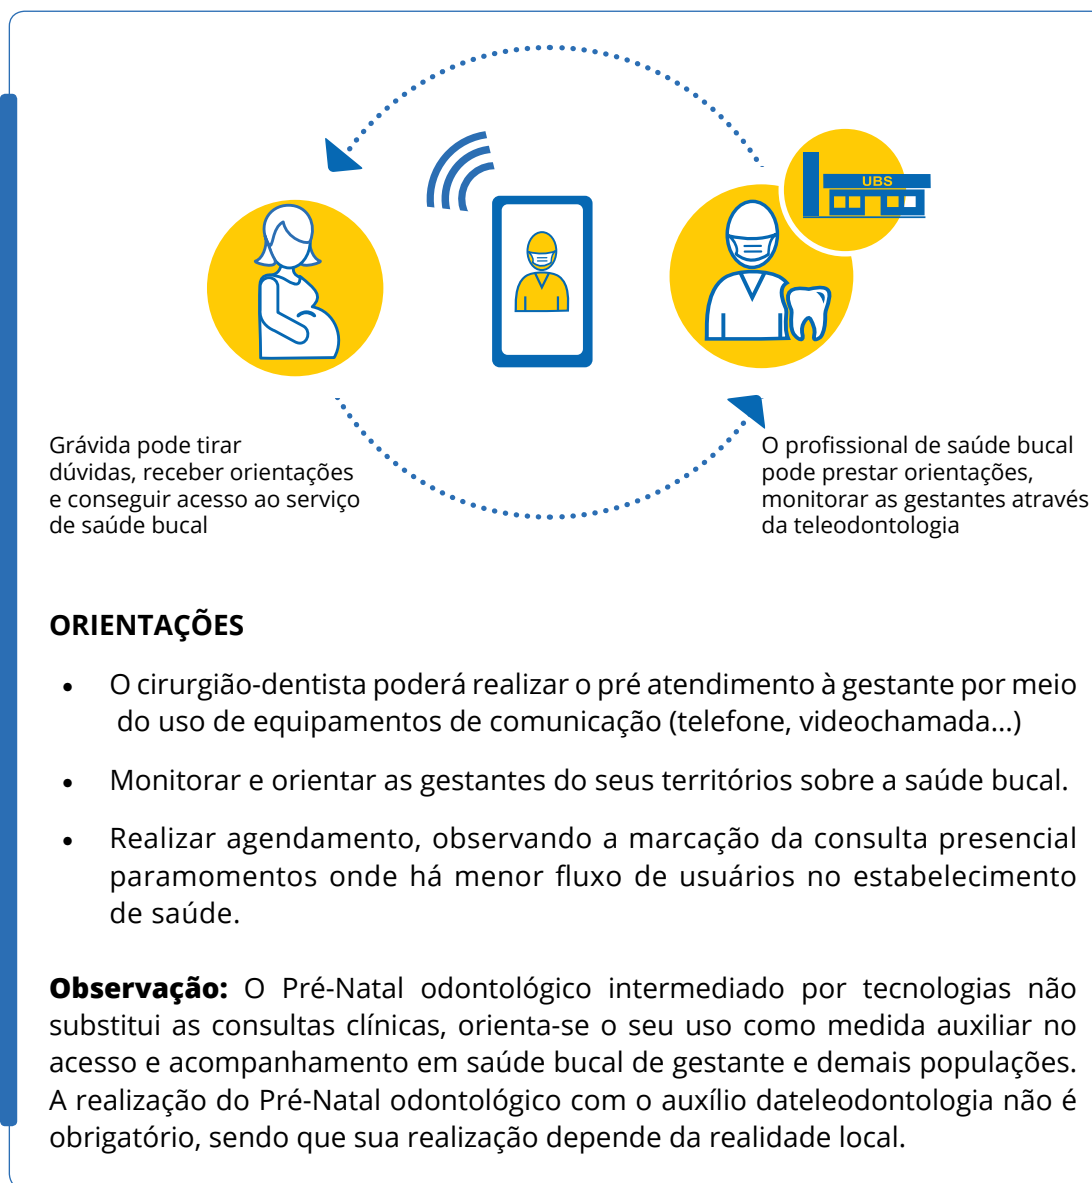 UBS
Grávida pode tirar
dúvidas, receber orientações
e conseguir acesso ao serviço
de saúde bucal
O profissional de saúde bucal
pode prestar orientações,
monitorar as gestantes através
da teleodontologia
ORIENTAÇÕES
• O cirurgião-dentista poderá realizar o pré atendimento à gestante por meio
do uso de equipamentos de comunicação (telefone, videochamada...)
• Monitorar e orientar as gestantes do seus territórios sobre a saúde bucal.
• Realizar agendamento, observando a marcação da consulta presencial
paramomentos onde há menor fluxo de usuários no estabelecimento
de saúde.
Observação: O Pré-Natal odontológico intermediado por tecnologias não
substitui as consultas clínicas, orienta-se o seu uso como medida auxiliar no
acesso e acompanhamento em saúde bucal de gestante e demais populações.
A realização do Pré-Natal odontológico com o auxílio dateleodontologia não é
obrigatório, sendo que sua realização depende da realidade local.